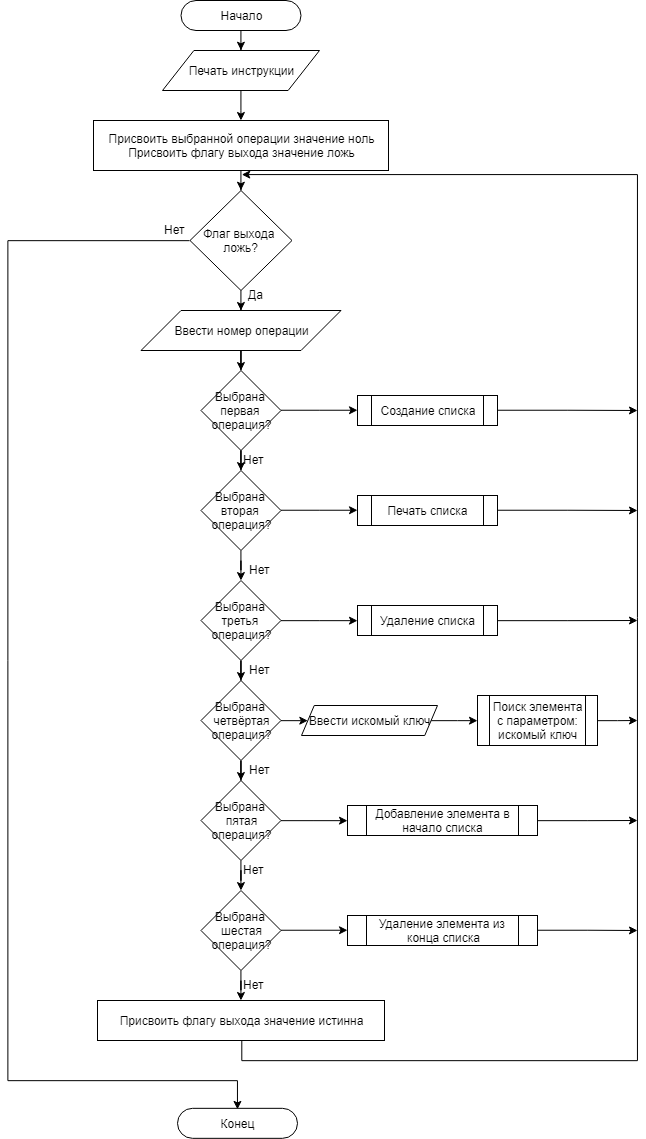 Начало
Печать инструкции
Присвоить выбранной операции значение ноль
Присвоить флагу выхода значение ложь
Нет
Флаг выхода
ложь?
Да
Ввести номер операции
Выбрана
первая
операция?
Создание списка
Нет
Выбрана
вторая
операция?
Печать списка
Нет
Выбрана
третья
операция?
Удаление списка
Нет
Выбрана
четвёртая
операция?
Ввести искомый ключ
Поиск элемента
с параметром:
искомый ключ
Нет
Выбрана
пятая
операция?
Добавление элемента в
начало списка
Нет
Выбрана
шестая
операция?
Удаление элемента из
конца списка
Нет
Присвоить флагу выхода значение истинна
Конец